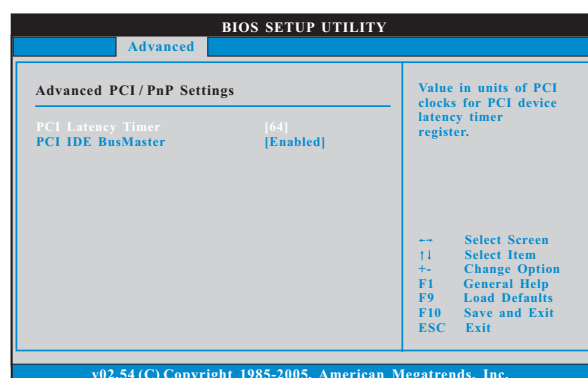 BIOS SETUP UTILITY
Advanced
Advanced PCI / PnP Settings
PCI Latency Timer [64]
PCI IDE BusMaster [Enabled]
Value in units of PCI
clocks for PCI device
latency timer
register.
←→ Select Screen
↑↓ Select Item
+- Change Option
F1 General Help
F9 Load Defaults
F10 Save and Exit
ESC Exit
v02.54 (C) Copyright 1985-2005, American Megatrends, Inc.